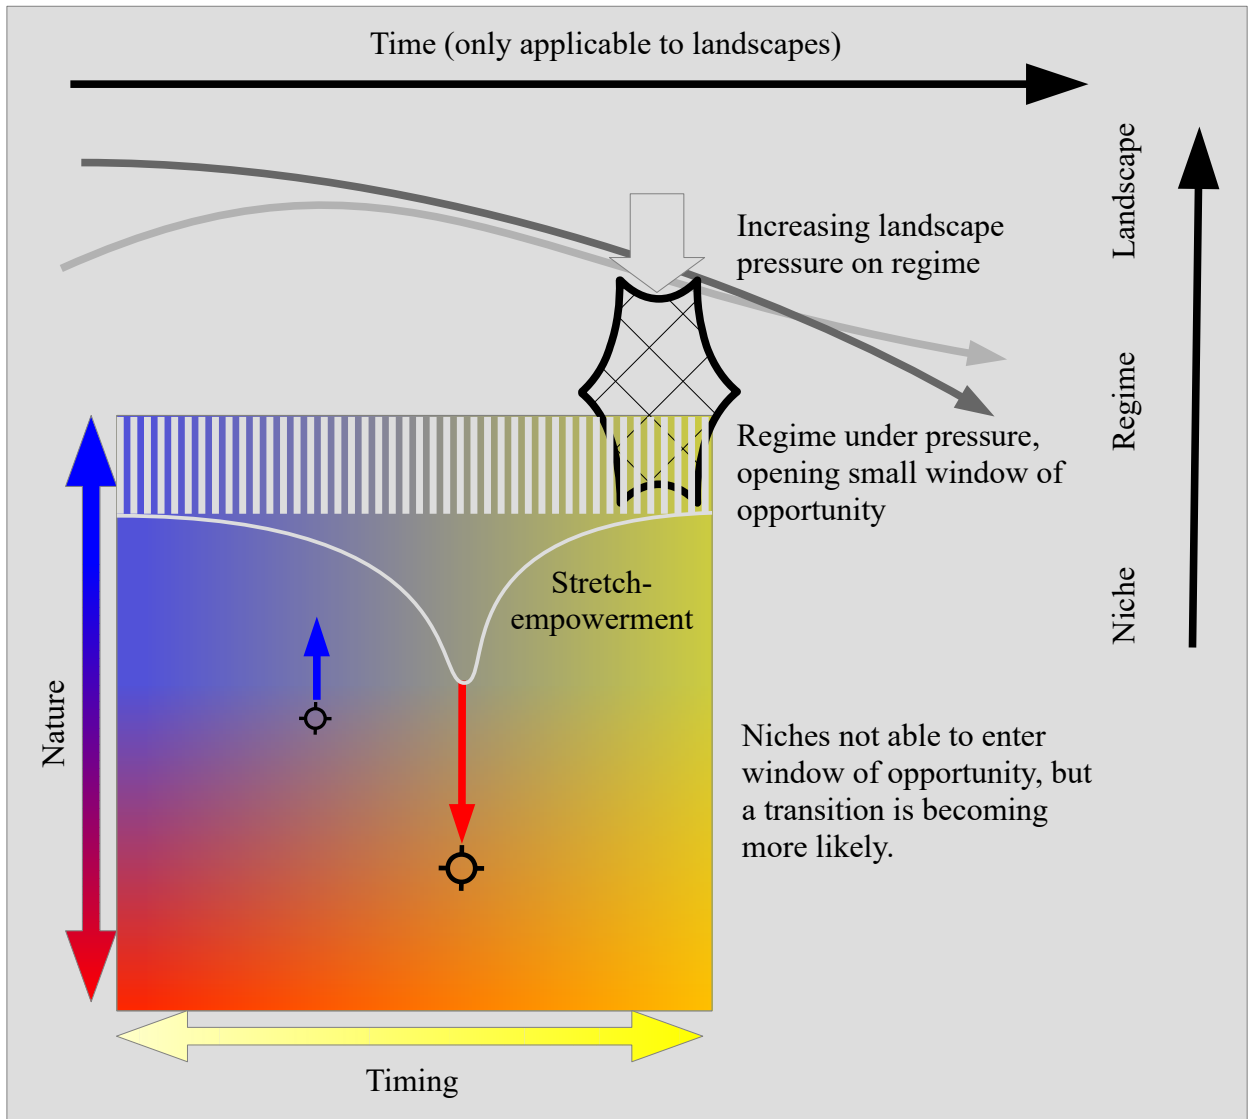 Time (only applicable to landscapes)
Landscape
Increasing landscape
pressure on regime
Regime
Regime under pressure,
opening small window of
opportunity
Stretch-
empowerment
Niche
Nature
Niches not able to enter
window of opportunity, but
a transition is becoming
more likely.
Timing